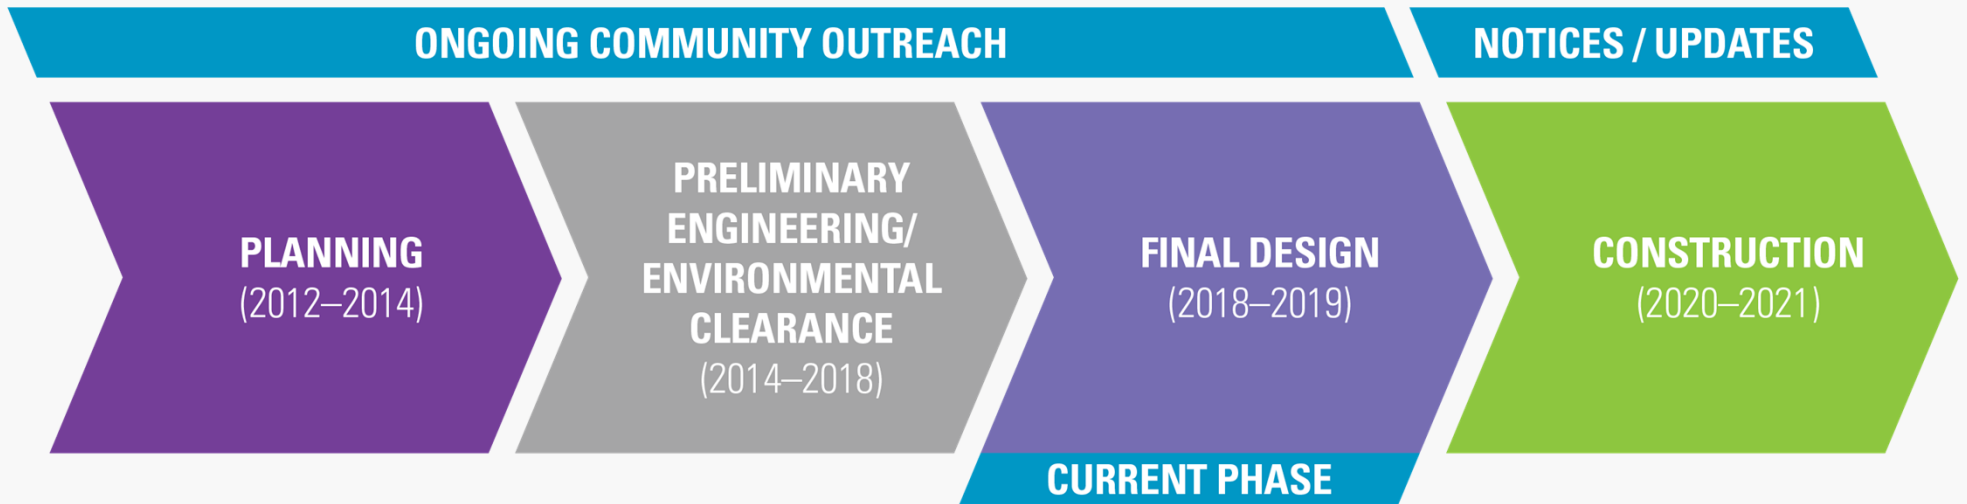 ONGOING COMMUNITY OUTREACH
NOTICES / UPDATES
PLANNING
(2012–2014)
PRELIMINARY
ENGINEERING/
ENVIRONMENTAL
CLEARANCE
(2014–2018)
FINAL DESIGN
(2018–2019)
CONSTRUCTION
(2020–2021)
CURRENT PHASE